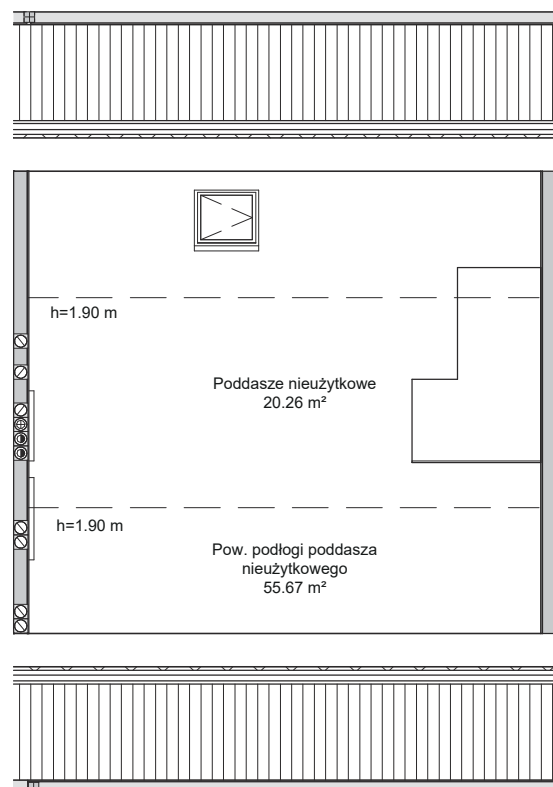 h=1.90 m
Poddasze nieużytkowe
20.26 m²
h=1.90 m
Pow. podłogi poddasza
nieużytkowego
55.67 m²